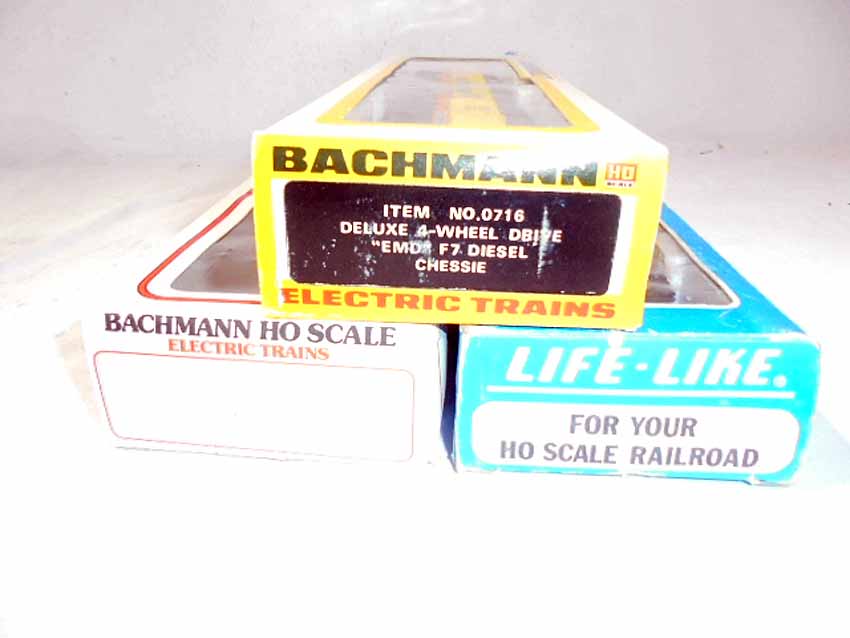 BACHMANN HO
ITEM NO.0716
DELUXE 4-WHEEL DRIVE
"EMD" F7 DIESEL
CHESSIE
ELECTRIC TRAINS
BACHMANN HO SCALE
ELECTRIC TRAINS
LIFE-LIKE®
FOR YOUR
HO SCALE RAILROAD